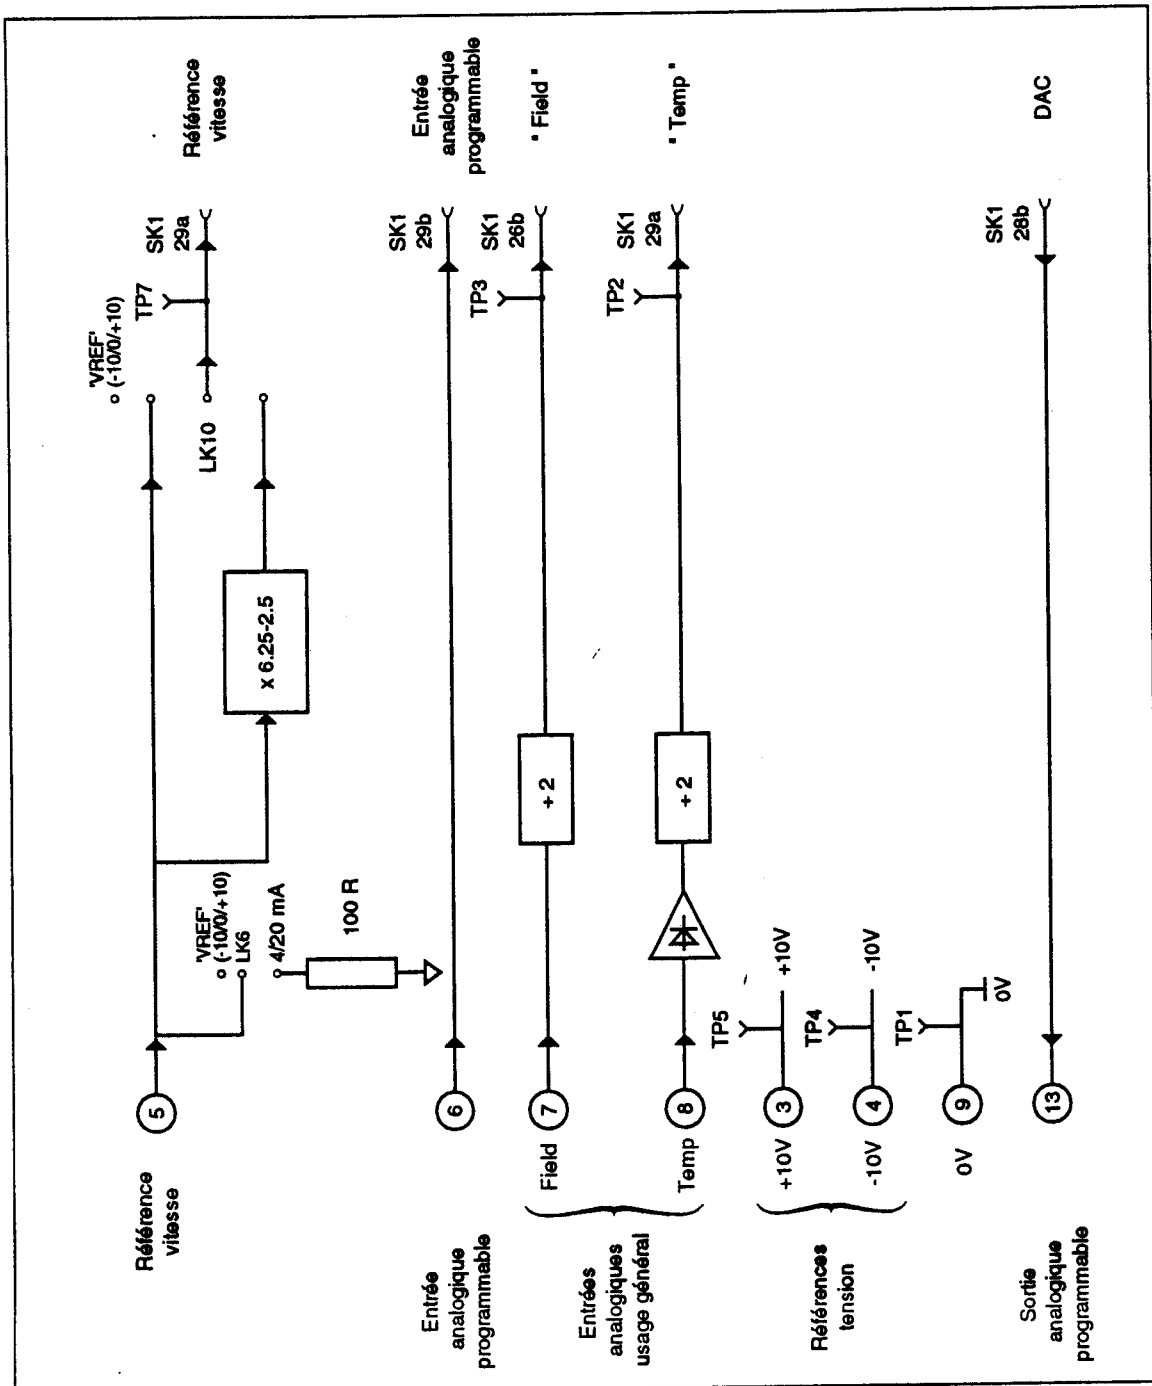 Référence
vitesse
5
'VREF'
(-10/0/+10)
LK6
4/20 mA
100 R
x 6.25-2.5
'VREF'
(-10/0/+10)
LK10
TP7
SK1
29a
Référence
vitesse
Entrée
analogique
programmable
6
SK1
29b
Entrée
analogique
programmable
Entrées
analogiques
usage général
Field
7
+ 2
TP3
SK1
26b
" Field "
Temp
8
+ 2
TP2
SK1
29a
" Temp "
Références
tension
+10V
3
TP5
+10V
-10V
4
TP4
-10V
0V
9
TP1
0V
Sortie
analogique
programmable
13
SK1
28b
DAC